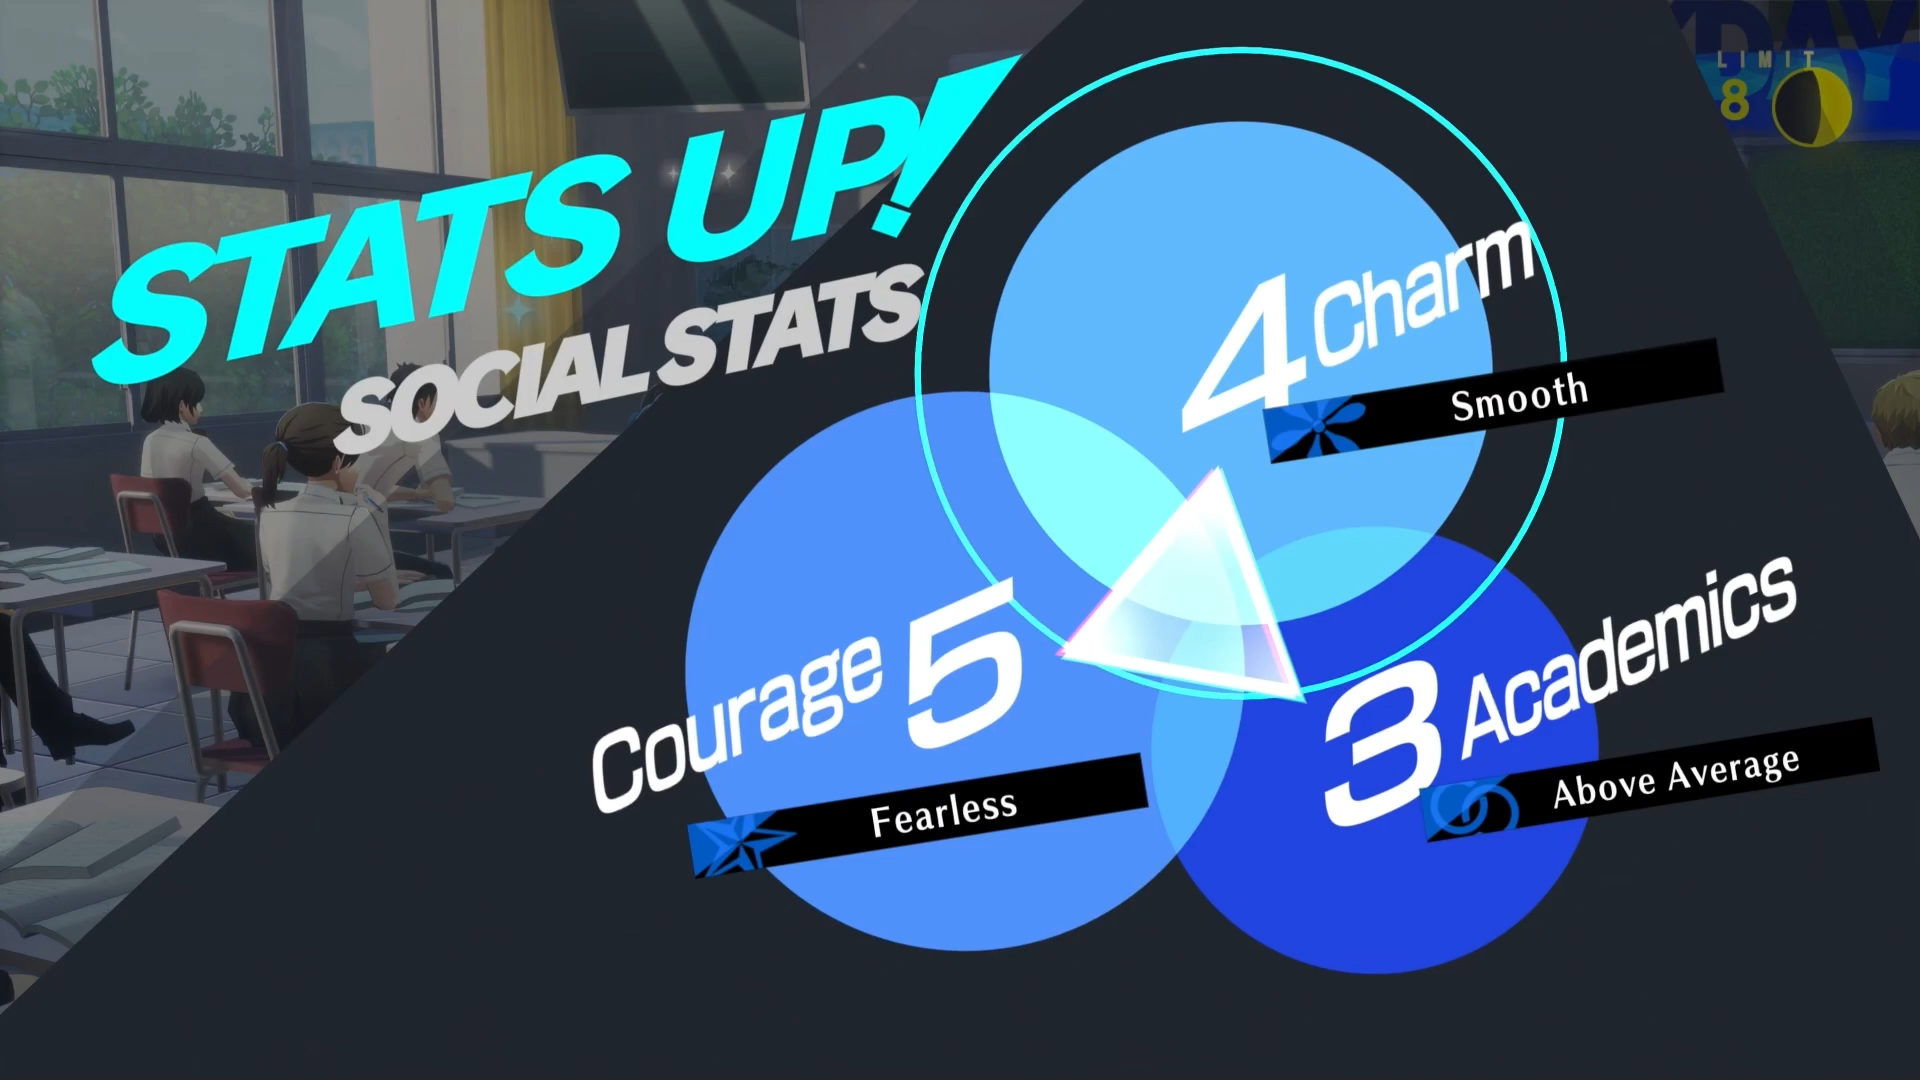 STATS UP!
SOCIAL STATS
LIMIT
8
4 Charm
Smooth
Courage 5
Fearless
3 Academics
Above Average